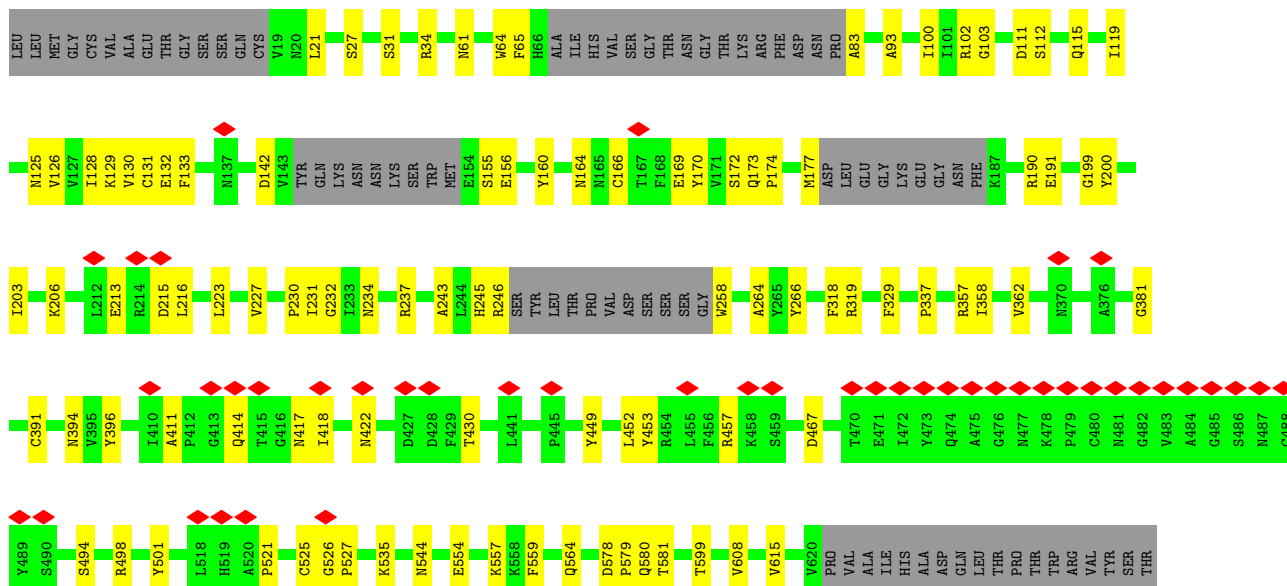 LEU LEU MET GLY CYS VAL ALA GLU THR GLY SER SER GLN CYS V19 N20 L21 S27 S31 R34 N61 W64 F65 H66 ALA ILE HIS VAL SER GLY THR ASN GLY THR LYS ARG PHE ASP ASN PRO A83 A93 I100 I101 R102 G103 D111 S112 Q115 I119
N125 V126 V127 I128 K129 V130 C131 E132 F133 N137 D142 V143 TYR GLN LYS ASN ASN LYS SER TRP MET E154 S155 E156 Y160 N164 N165 C166 T167 F168 E169 Y170 V171 S172 Q173 P174 M177 ASP LEU GLU GLY LYS GLU GLY ASN PHE K187 R190 E191 G199 Y200
I203 K206 L212 E213 R214 D215 L216 L223 V227 P230 I231 G232 I233 N234 R237 A243 L244 H245 R246 SER TYR LEU THR PRO VAL ASP SER SER SER GLY W258 A264 Y265 Y266 F318 R319 F329 P337 R357 I358 V362 N370 A376 G381
C391 N394 V395 Y396 I410 A411 P412 G413 Q414 T415 G416 N417 I418 N422 D427 D428 F429 T430 L441 P445 Y449 L452 Y453 R454 L455 F456 R457 K458 S459 D467 T470 E471 I472 Y473 Q474 A475 G476 N477 K478 P479 C480 N481 G482 V483 A484 G485 S486 N487
Y489 S490 S494 R498 Y501 L518 H519 A520 P521 C525 G526 P527 K535 N544 E554 K557 K558 F559 Q564 D578 P579 Q580 T581 T599 V608 V615 V620 PRO VAL ALA ILE HIS ALA ASP GLN LEU THR PRO THR TRP ARG VAL TYR SER THR